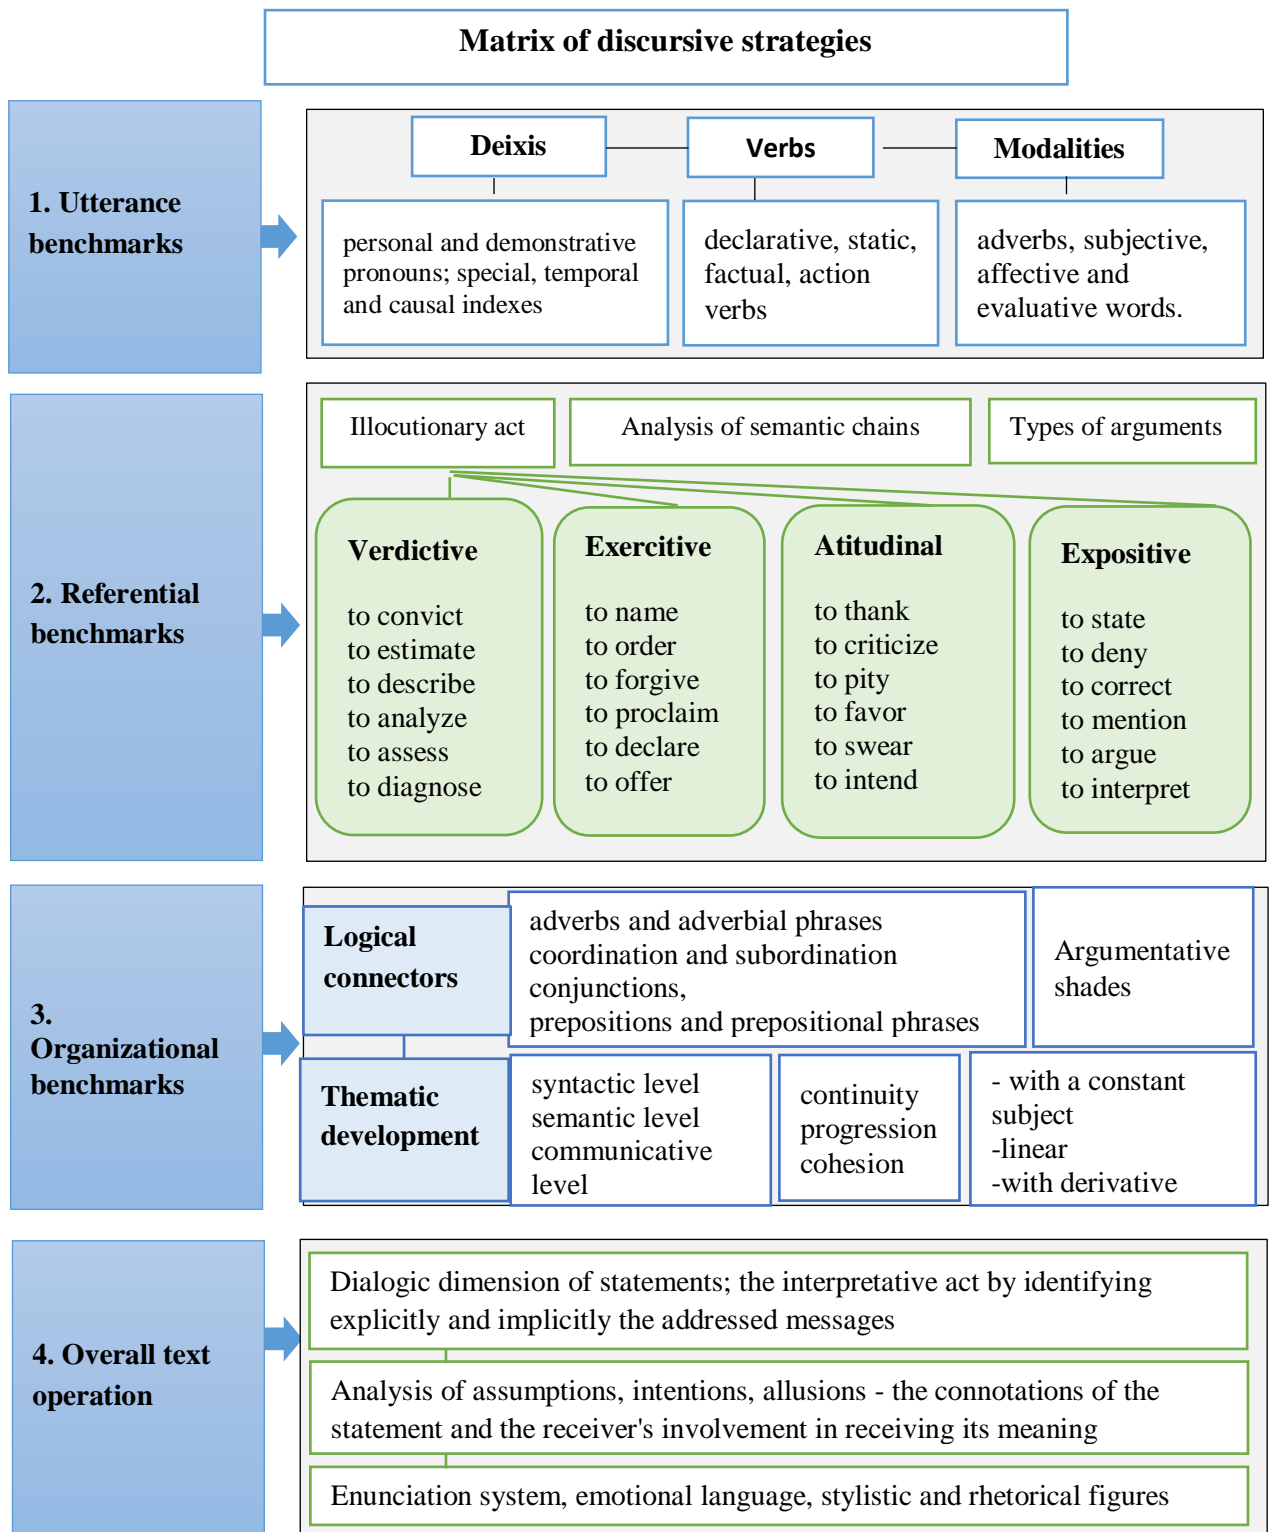 Matrix of discursive strategies
1. Utterance
benchmarks
Deixis
Verbs
Modalities
personal and demonstrative
pronouns; special, temporal
and causal indexes
declarative, static,
factual, action
verbs
adverbs, subjective,
affective and
evaluative words.
2. Referential
benchmarks
Illocutionary act
Analysis of semantic chains
Types of arguments
Verdictive
to convict
to estimate
to describe
to analyze
to assess
to diagnose
Exercitive
to name
to order
to forgive
to proclaim
to declare
to offer
Atitudinal
to thank
to criticize
to pity
to favor
to swear
to intend
Expositive
to state
to deny
to correct
to mention
to argue
to interpret
3.
Organizational
benchmarks
Logical
connectors
adverbs and adverbial phrases
coordination and subordination
conjunctions,
prepositions and prepositional phrases
Argumentative
shades
Thematic
development
syntactic level
semantic level
communicative
level
continuity
progression
cohesion
- with a constant
subject
-linear
-with derivative
4. Overall text
operation
Dialogic dimension of statements; the interpretative act by identifying
explicitly and implicitly the addressed messages
Analysis of assumptions, intentions, allusions - the connotations of the
statement and the receiver's involvement in receiving its meaning
Enunciation system, emotional language, stylistic and rhetorical figures